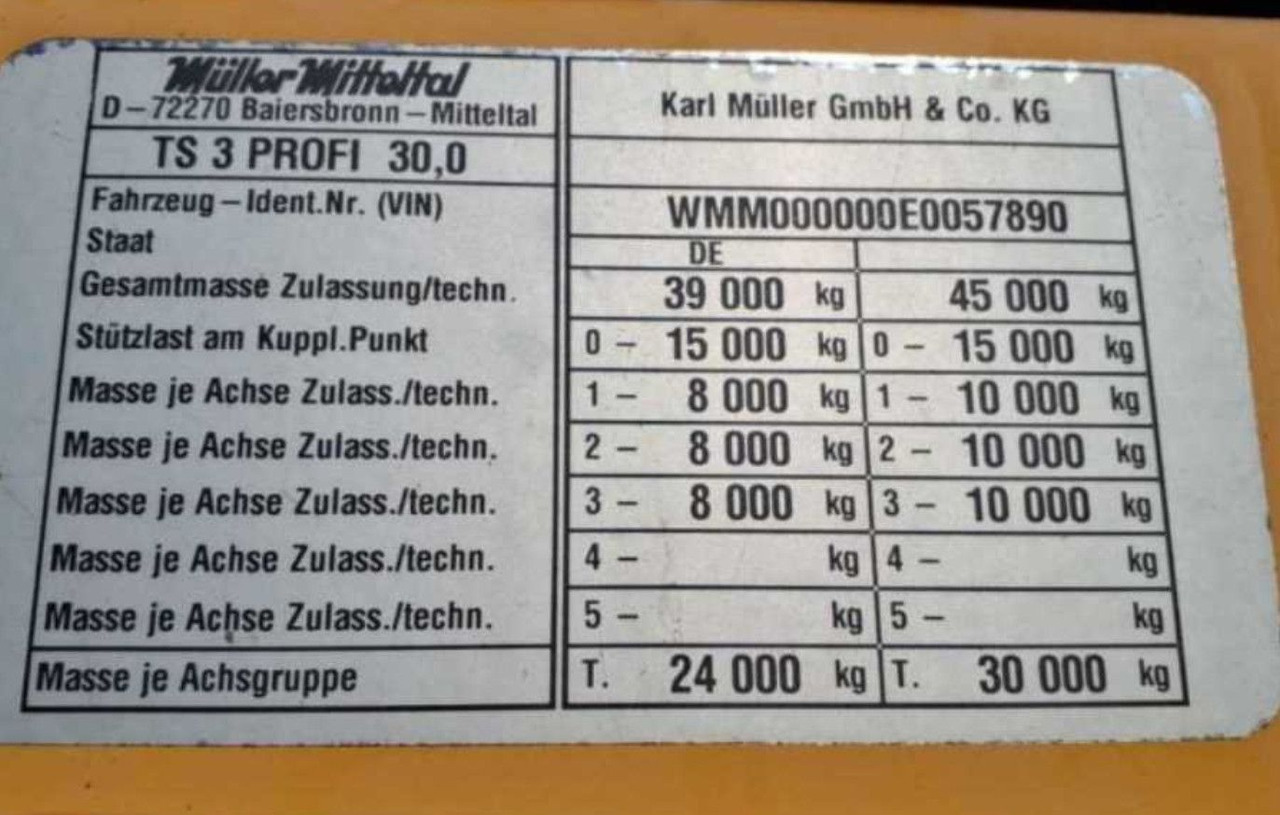 Müller Mitteltal
D-72270 Baiersbronn-Mitteltal
Karl Müller GmbH & Co. KG
TS 3 PROFI 30,0
Fahrzeug-Ident.Nr. (VIN) WMM000000E0057890
Staat DE
Gesamtmasse Zulassung/techn. 39 000 kg 45 000 kg
Stützlast am Kuppl.Punkt 0 - 15 000 kg 0 - 15 000 kg
Masse je Achse Zulass./techn. 1 - 8 000 kg 1 - 10 000 kg
Masse je Achse Zulass./techn. 2 - 8 000 kg 2 - 10 000 kg
Masse je Achse Zulass./techn. 3 - 8 000 kg 3 - 10 000 kg
Masse je Achse Zulass./techn. 4 - kg 4 - kg
Masse je Achse Zulass./techn. 5 - kg 5 - kg
Masse je Achsgruppe T. 24 000 kg T. 30 000 kg